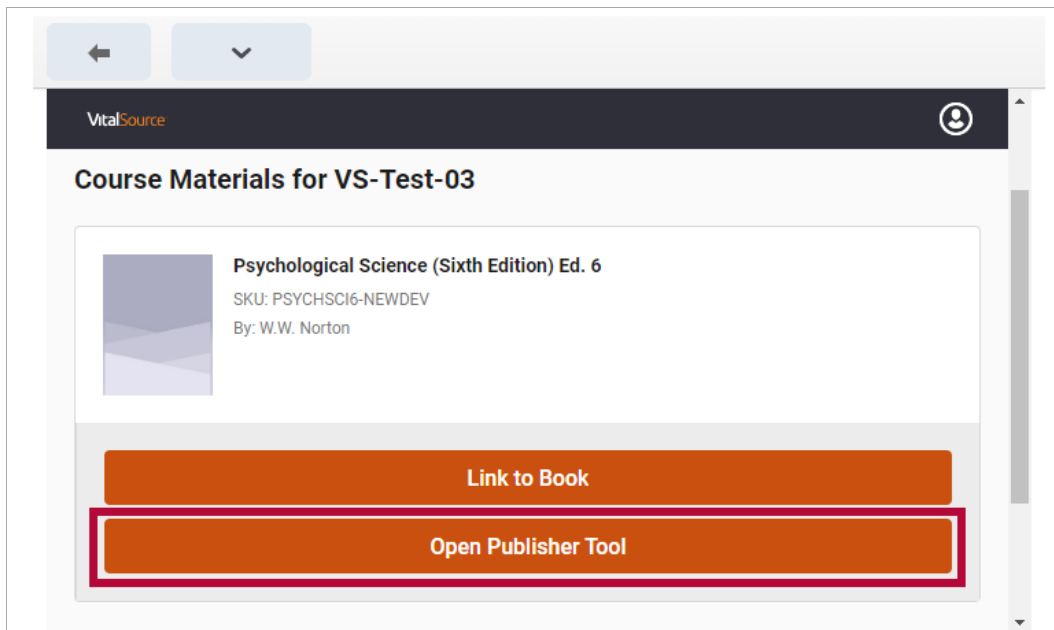 VitalSource
Course Materials for VS-Test-03
Psychological Science (Sixth Edition) Ed. 6
SKU: PSYCHSCI6-NEWDEV
By: W.W. Norton
Link to Book
Open Publisher Tool